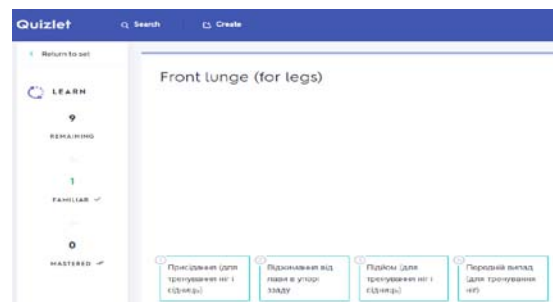 Quizlet
Search
Create
Return to set
LEARN
9
REMAINING
1
FAMILIAR
0
MASTERED
Front lunge (for legs)
Присідання (для
тренування ніг і
сідниць)
Віджимання від
лави в упорі
ззаду
Підйом (для
тренування ніг і
сідниць)
Передній випад
(для тренування
ніг)